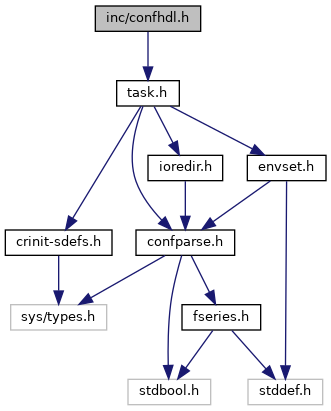 inc/confhdl.h
task.h
ioredir.h
envset.h
crinit-sdefs.h
confparse.h
sys/types.h
fseries.h
stdbool.h
stddef.h